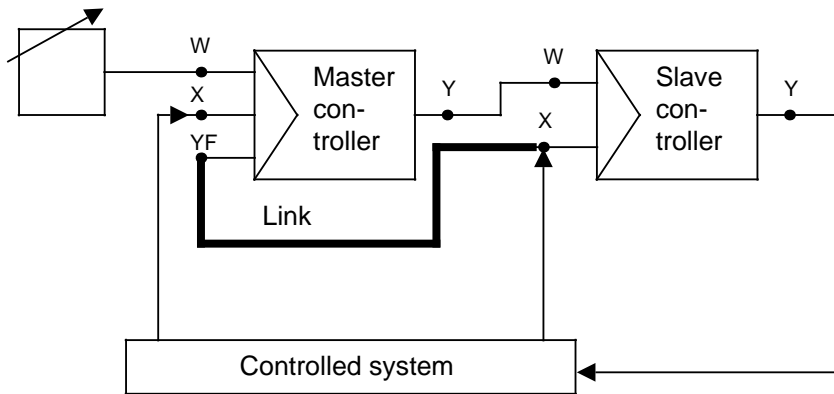 W
X
YF
Master
con-
troller
Y
W
X
Slave
con-
troller
Y
Link
Controlled system